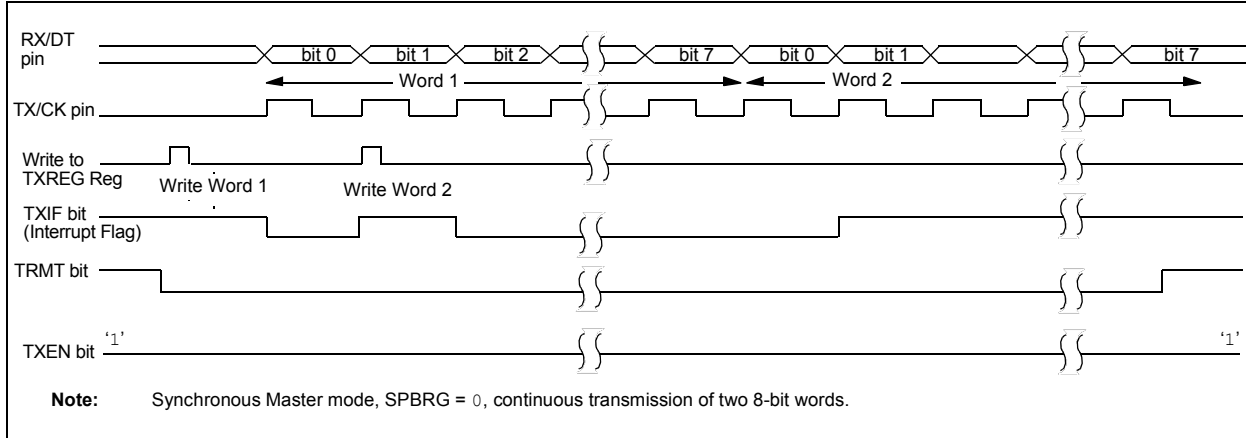 RX/DT
pin
bit 0 bit 1 bit 2 bit 7 bit 0 bit 1 bit 7
Word 1 Word 2
TX/CK pin
Write to
TXREG Reg
Write Word 1 Write Word 2
TXIF bit
(Interrupt Flag)
TRMT bit
‘1’ ‘1’
TXEN bit
Note: Synchronous Master mode, SPBRG = 0, continuous transmission of two 8-bit words.